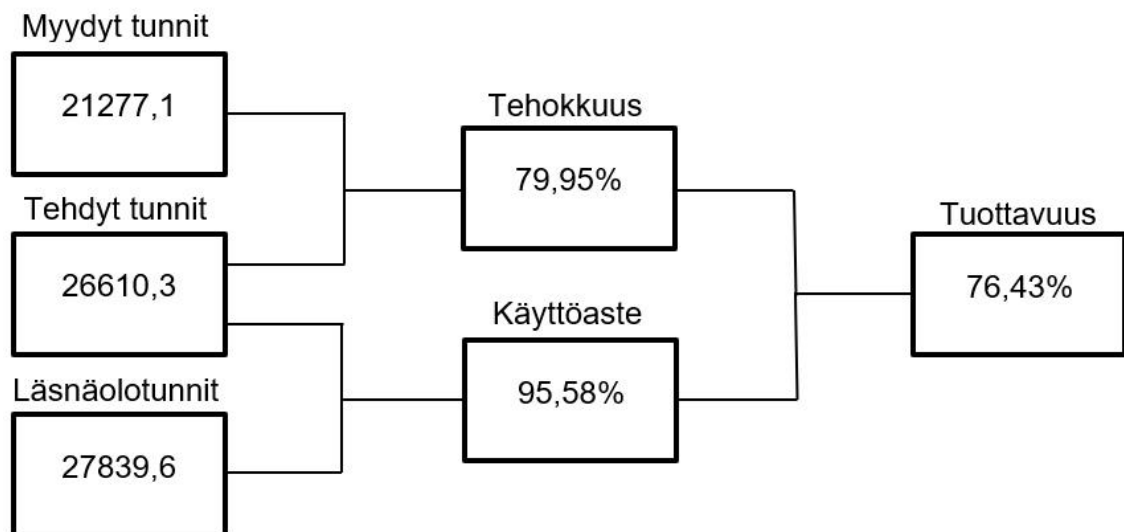 Myydyt tunnit
21277,1
Tehdyt tunnit
26610,3
Läsnäolotunnit
27839,6
Tehokkuus
79,95%
Käyttöaste
95,58%
Tuottavuus
76,43%